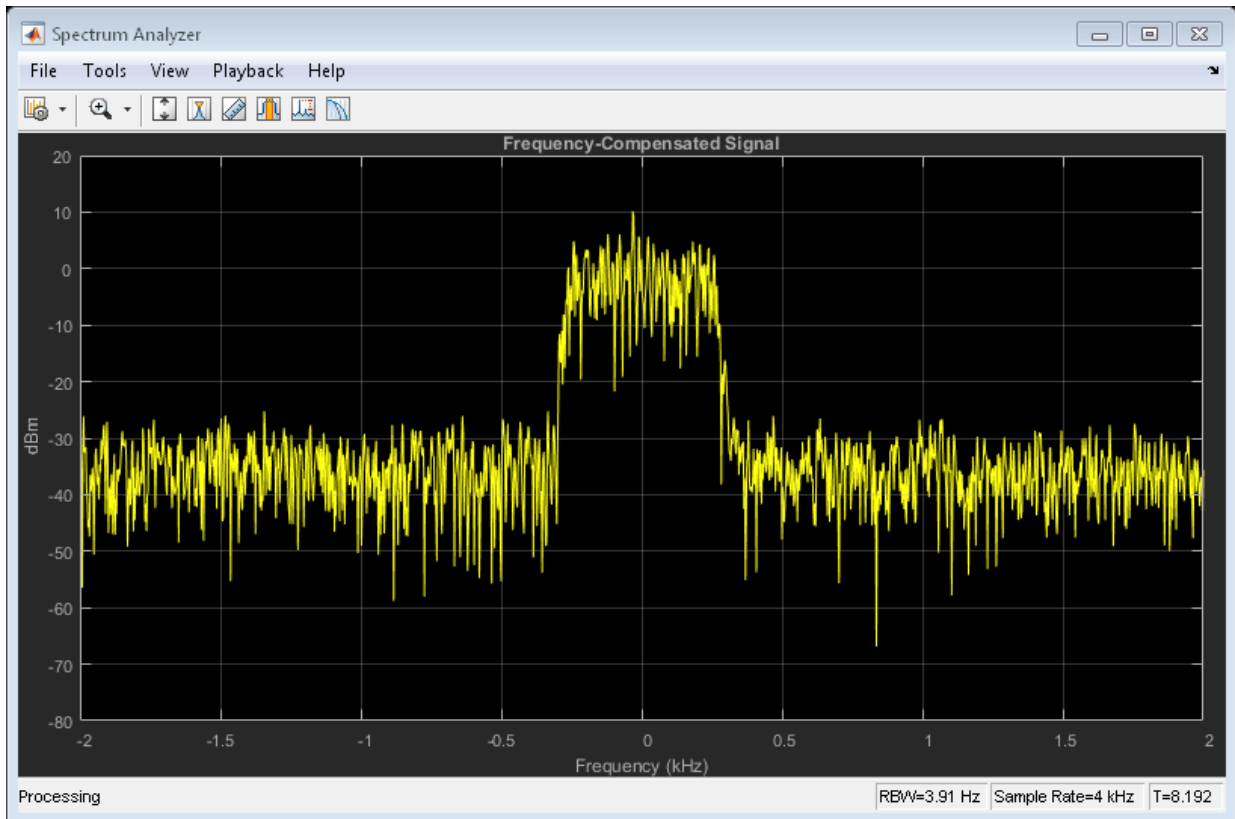 Spectrum Analyzer
File Tools View Playback Help
Frequency-Compensated Signal
20
10
0
-10
-20
-30
-40
-50
-60
-70
-80
dBm
-2 -1.5 -1 -0.5 0 0.5 1 1.5 2
Frequency (kHz)
Processing RBW=3.91 Hz Sample Rate=4 kHz T=8.192